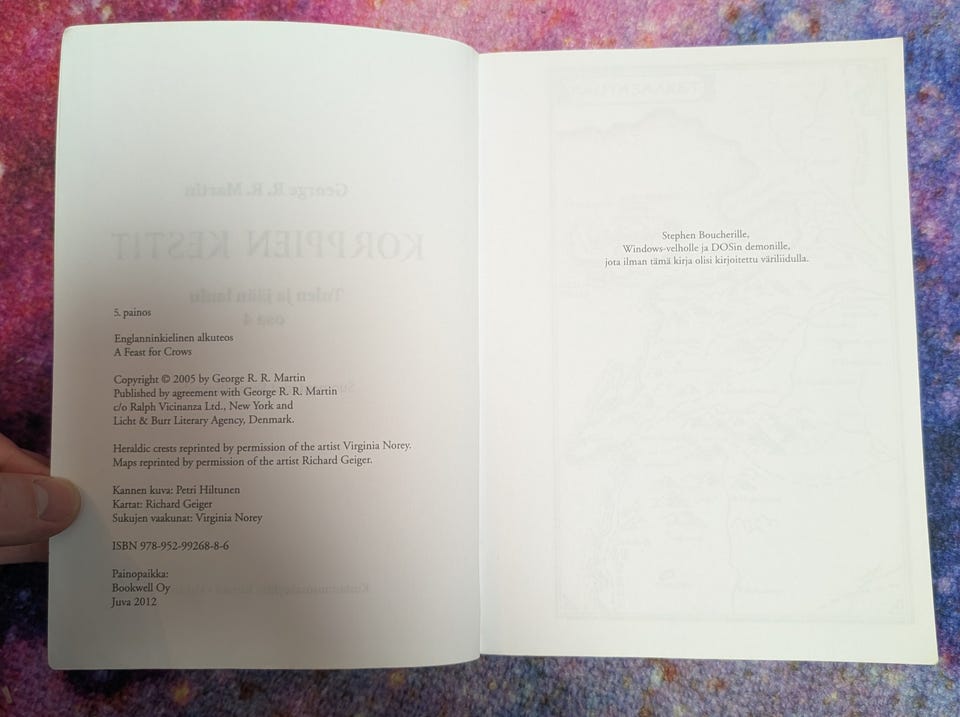 George R. R. Martin
KORPPIEN KESTIT
Tulen ja jään laulu
osa 4
5. painos
Englanninkielinen alkuteos
A Feast for Crows
Copyright © 2005 by George R. R. Martin
Published by agreement with George R. R. Martin
c/o Ralph Vicinanza Ltd., New York and
Licht & Burr Literary Agency, Denmark.
Heraldic crests reprinted by permission of the artist Virginia Norey.
Maps reprinted by permission of the artist Richard Geiger.
Kannen kuva: Petri Hiltunen
Kartat: Richard Geiger
Sukujen vaakunat: Virginia Norey
ISBN 978-952-99268-8-6
Painopaikka:
Bookwell Oy
Juva 2012
Stephen Boucherille,
Windows-velholle ja DOSin demonille,
jota ilman tämä kirja olisi kirjoitettu väriliidulla.